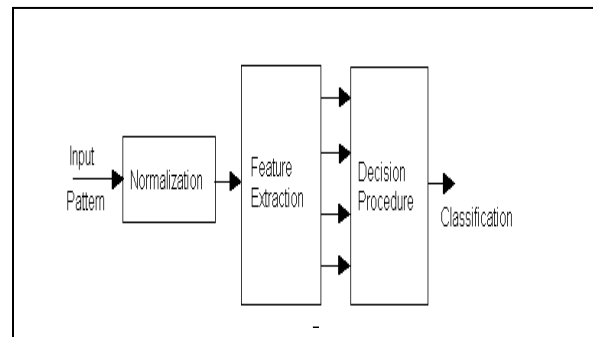 Input
Pattern
Normalization
Feature
Extraction
Decision
Procedure
Classification